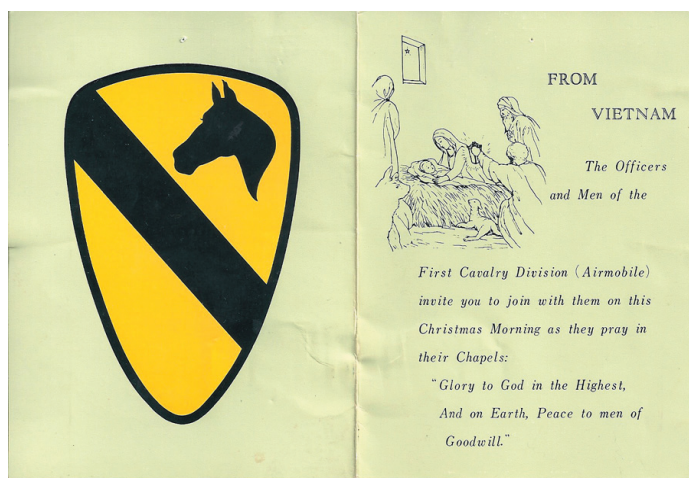 FROM
VIETNAM
The Officers
and Men of the
First Cavalry Division (Airmobile)
invite you to join with them on this
Christmas Morning as they pray in
their Chapels:
"Glory to God in the Highest,
And on Earth, Peace to men of
Goodwill."